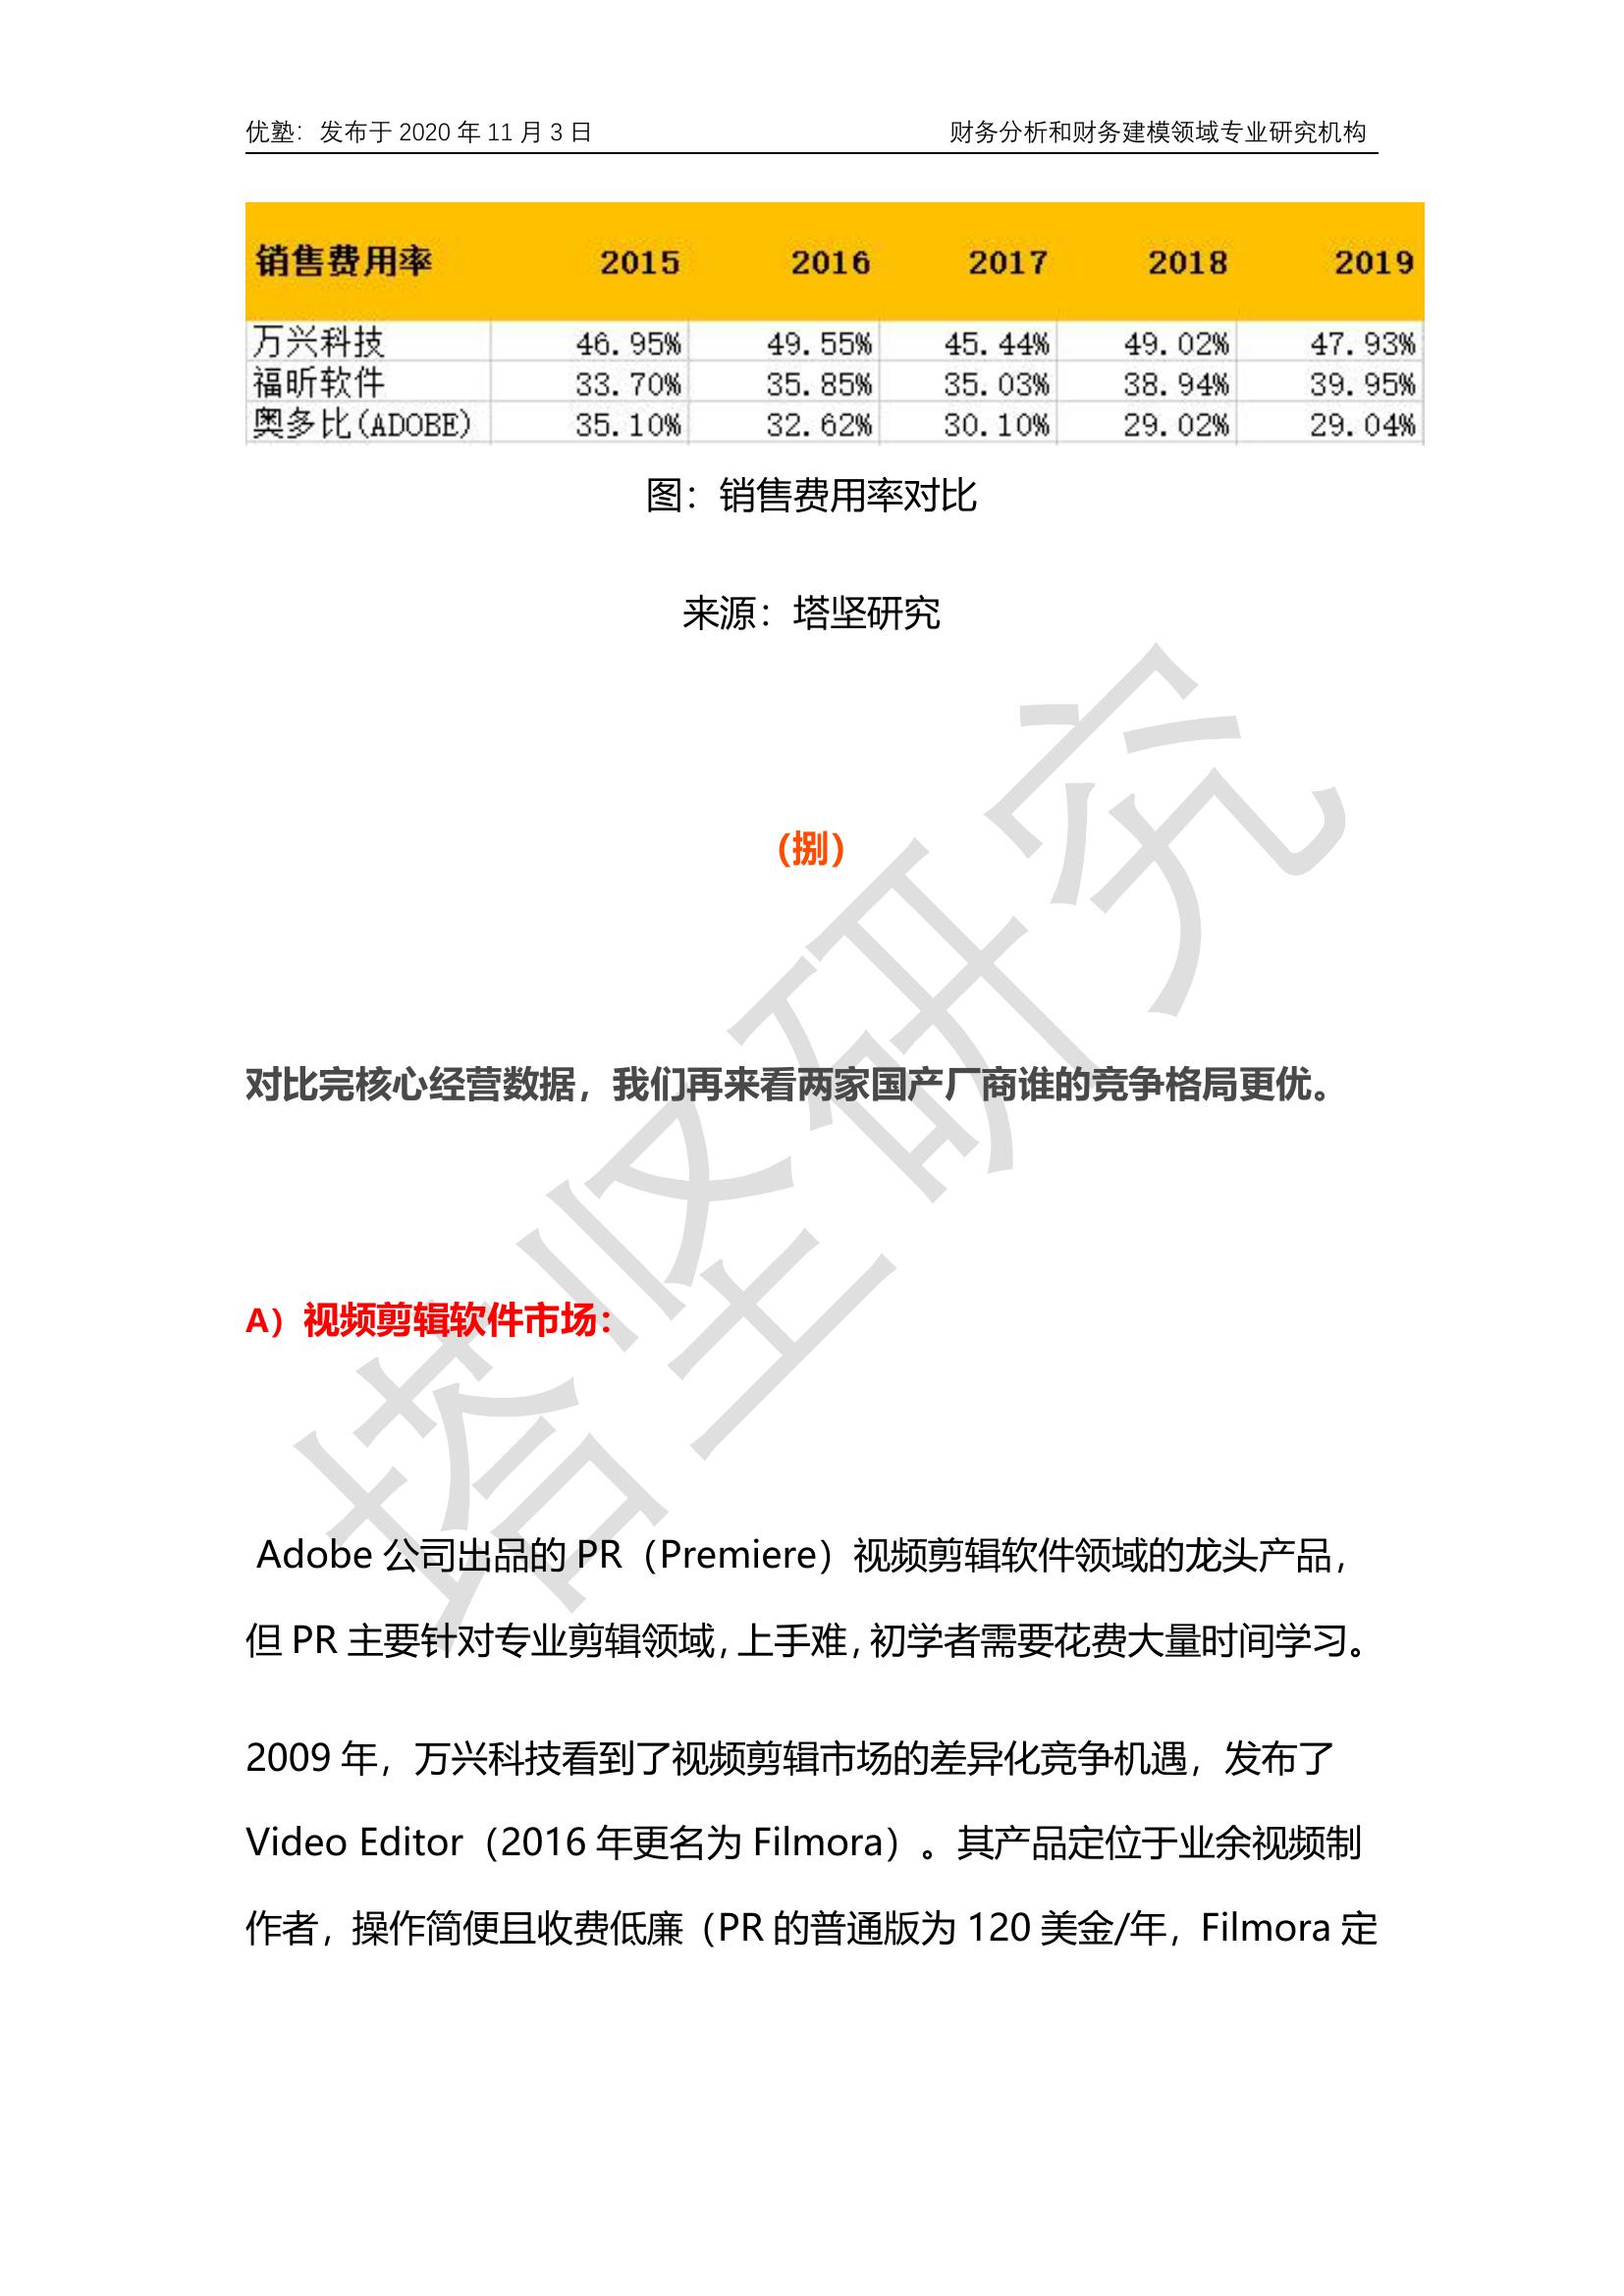 优塾：发布于 2020 年 11 月 3 日 财务分析和财务建模领域专业研究机构
销售费用率 2015 2016 2017 2018 2019
万兴科技 46.95% 49.55% 45.44% 49.02% 47.93%
福昕软件 33.70% 35.85% 35.03% 38.94% 39.95%
奥多比(ADOBE) 35.10% 32.62% 30.10% 29.02% 29.04%
图：销售费用率对比
来源：塔坚研究
（捌）
对比完核心经营数据，我们再来看两家国产厂商谁的竞争格局更优。
A）视频剪辑软件市场：
Adobe 公司出品的 PR（Premiere）视频剪辑软件领域的龙头产品，
但 PR 主要针对专业剪辑领域，上手难，初学者需要花费大量时间学习。
2009 年，万兴科技看到了视频剪辑市场的差异化竞争机遇，发布了
Video Editor（2016 年更名为 Filmora）。其产品定位于业余视频制
作者，操作简便且收费低廉（PR 的普通版为 120 美金/年，Filmora 定
塔坚研究